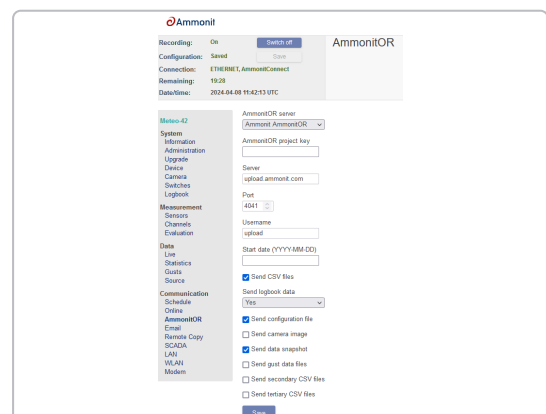 Ammonit
Recording: On Switch off
Configuration: Saved Save
Connection: ETHERNET, AmmonitConnect
Remaining: 19:28
Date/time: 2024-04-08 11:42:13 UTC
AmmonitOR
Meteo-42
System
Information
Administration
Upgrade
Device
Camera
Switches
Logbook
Measurement
Sensors
Channels
Evaluation
Data
Live
Statistics
Gusts
Source
Communication
Schedule
Online
AmmonitOR
Email
Remote Copy
SCADA
LAN
WLAN
Modem
AmmonitOR server
Ammonit AmmonitOR
AmmonitOR project key
Server
upload.ammonit.com
Port
4041
Username
upload
Start date (YYYY-MM-DD)
Send CSV files
Send logbook data
Yes
Send configuration file
Send camera image
Send data snapshot
Send gust data files
Send secondary CSV files
Send tertiary CSV files
Save